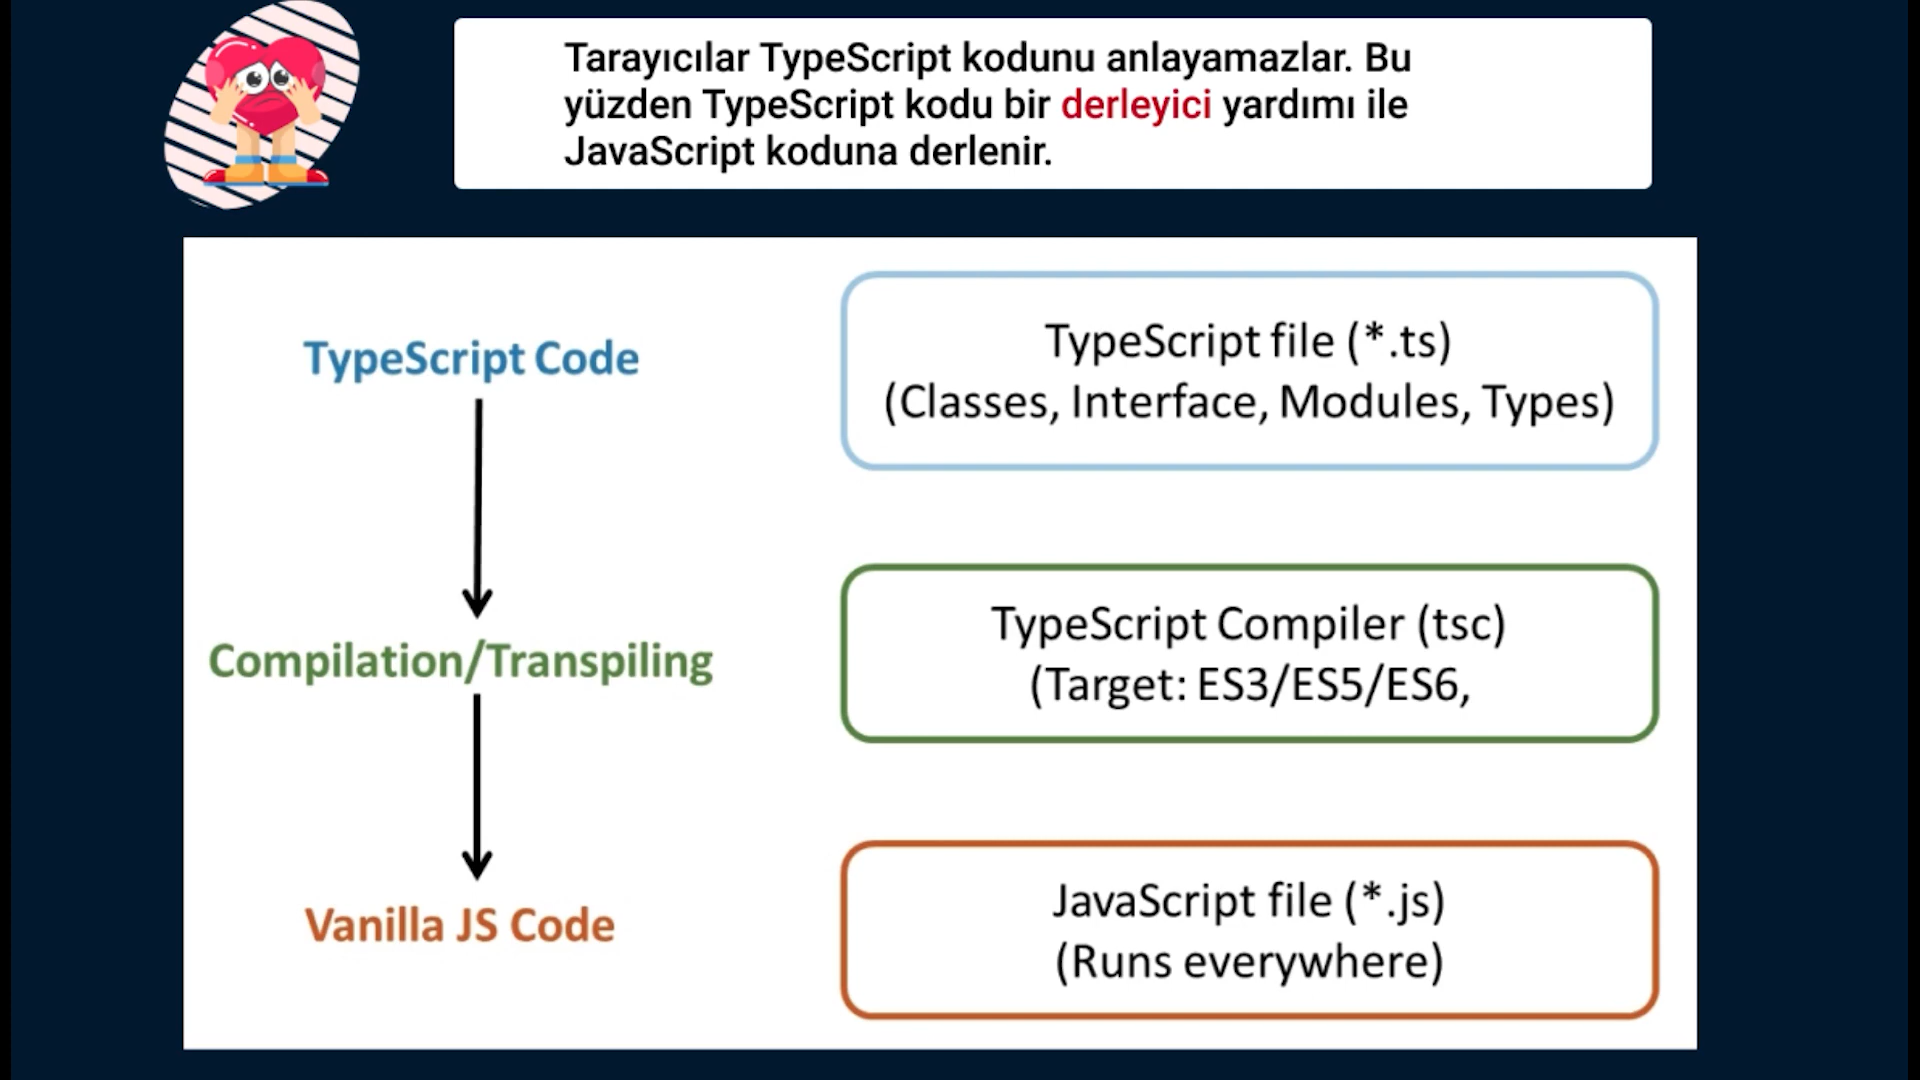 Tarayıcılar TypeScript kodunu anlayamazlar. Bu
yüzden TypeScript kodu bir derleyici yardımı ile
JavaScript koduna derlenir.
TypeScript Code
TypeScript file (*.ts)
(Classes, Interface, Modules, Types)
Compilation/Transpiling
TypeScript Compiler (tsc)
(Target: ES3/ES5/ES6,
Vanilla JS Code
JavaScript file (*.js)
(Runs everywhere)